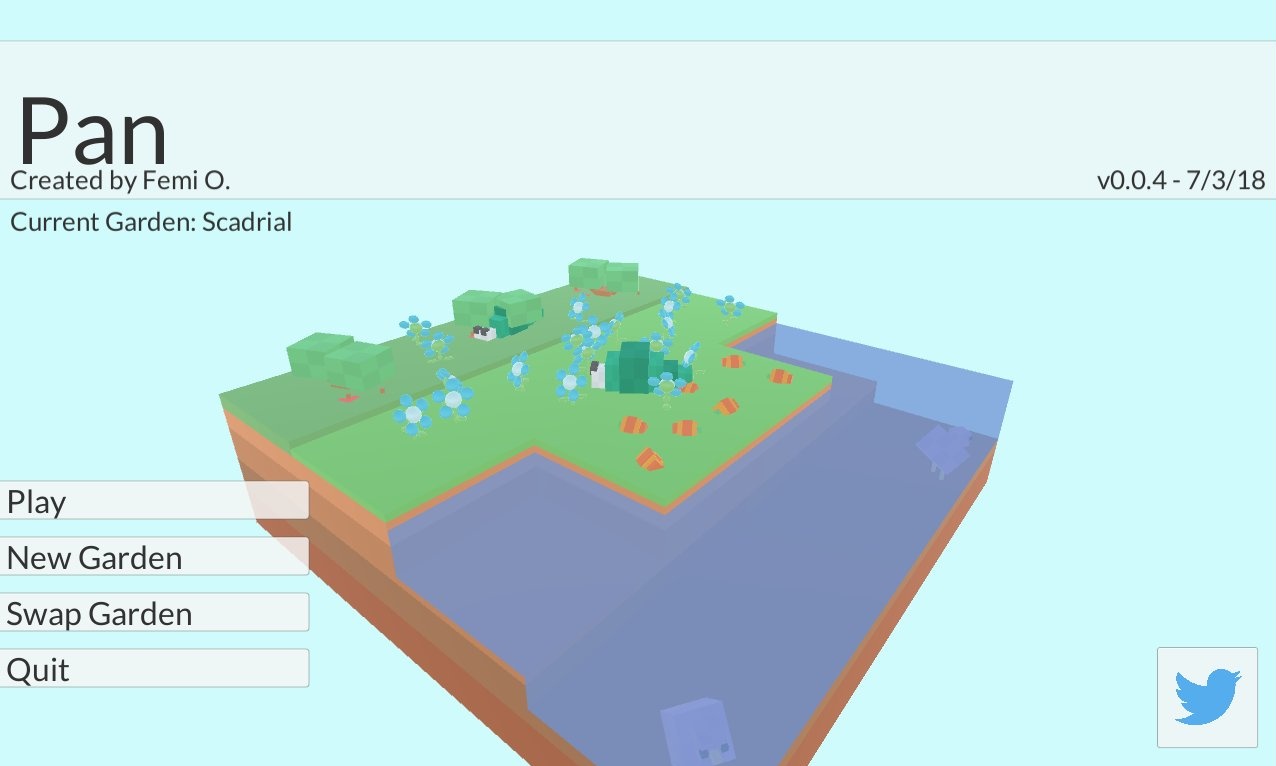 Pan
Created by Femi O.
v0.0.4 - 7/3/18
Current Garden: Scadrial
Play
New Garden
Swap Garden
Quit